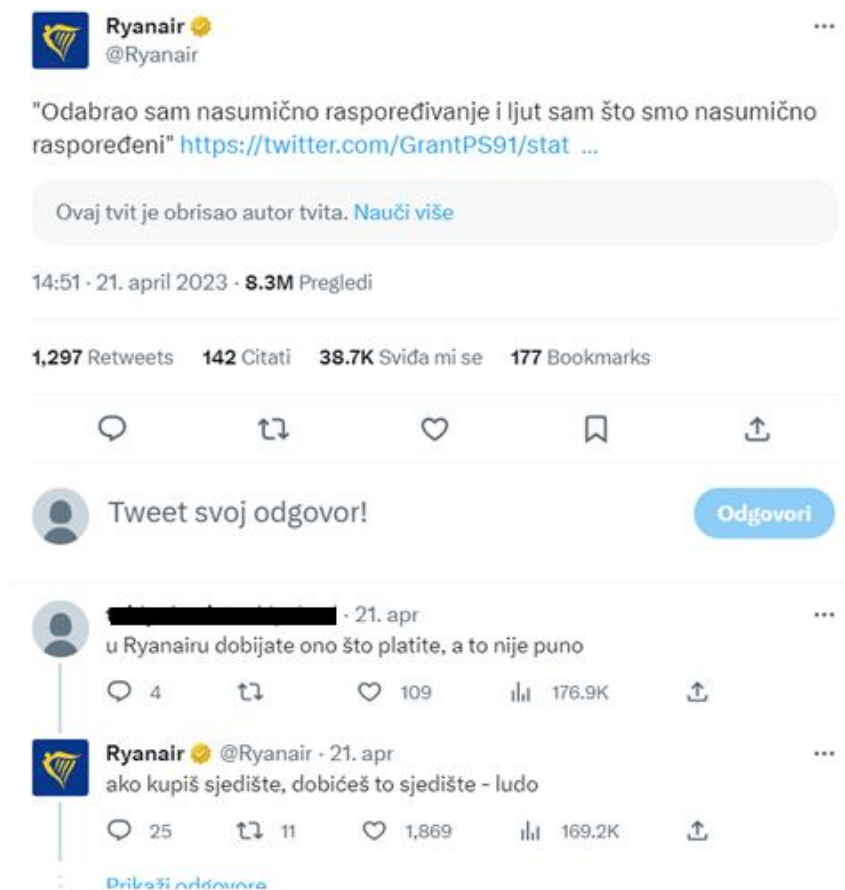 Ryanair
@Ryanair
"Odabrao sam nasumično raspoređivanje i ljut sam što smo nasumično
raspoređeni" https://twitter.com/GrantPS91/stat ...
Ovaj tvit je obrisao autor tvita. Nauči više
14:51 · 21. april 2023 · 8.3M Pregledi
1,297 Retweets 142 Citati 38.7K Sviđa mi se 177 Bookmarks
Tweet svoj odgovor!
Odgovori
· 21. apr
u Ryanairu dobijate ono što platite, a to nije puno
4 109 176.9K
Ryanair @Ryanair · 21. apr
ako kupiš sjedište, dobićeš to sjedište - ludo
25 11 1,869 169.2K
Prikaži odgovore